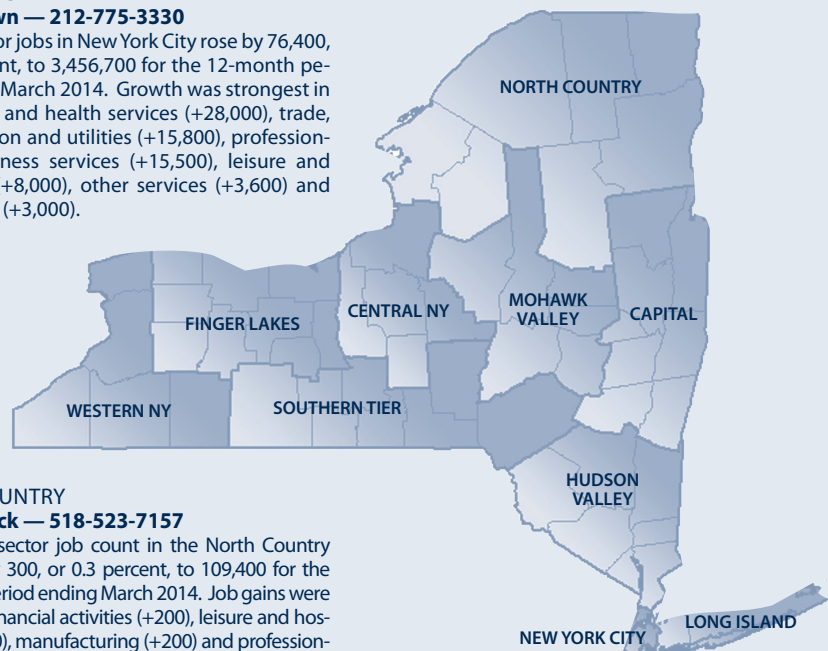 wn — 212-775-3330
or jobs in New York City rose by 76,400,
nt, to 3,456,700 for the 12-month pe-
March 2014. Growth was strongest in
and health services (+28,000), trade,
on and utilities (+15,800), profession-
ness services (+15,500), leisure and
+8,000), other services (+3,600) and
(+3,000).
NORTH COUNTRY
MOHAWK
VALLEY
CENTRAL NY
CAPITAL
FINGER LAKES
WESTERN NY
SOUTHERN TIER
HUDSON
VALLEY
UNTRY
ck — 518-523-7157
sector job count in the North Country
300, or 0.3 percent, to 109,400 for the
eriod ending March 2014. Job gains were
nancial activities (+200), leisure and hos-
0), manufacturing (+200) and profession-
NEW YORK CITY
LONG ISLAND